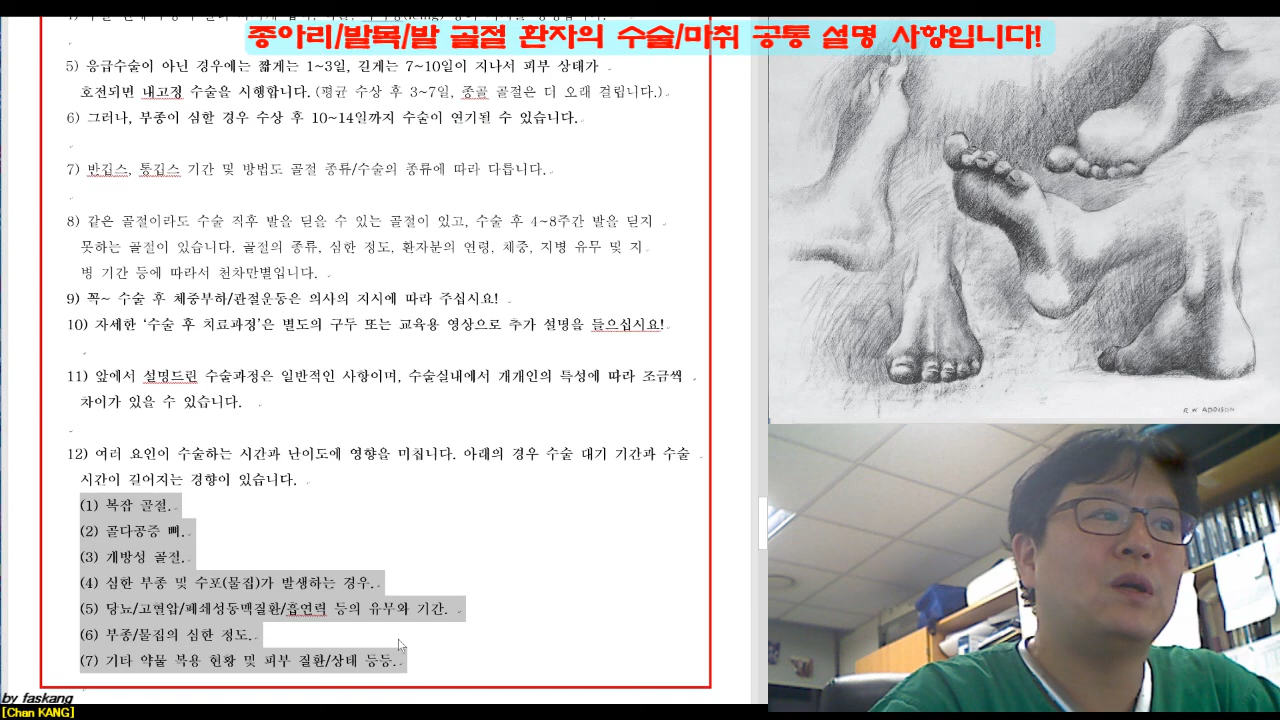 종아리/발목/발 골절 환자의 수술/마취 공통 설명 사항입니다!
5) 응급수술이 아닌 경우에는 짧게는 1~3일, 길게는 7~10일이 지나서 피부 상태가
호전되면 내고정 수술을 시행합니다. (평균 수상 후 3~7일, 종골 골절은 더 오래 걸립니다.)
6) 그러나, 부종이 심할 경우 수상 후 10~14일까지 수술이 연기될 수 있습니다.
7) 반깁스, 통깁스 기간 및 방법도 골절 종류/수술의 종류에 따라 다릅니다.
8) 같은 골절이라도 수술 직후 발을 딛을 수 있는 골절이 있고, 수술 후 4~8주간 발을 딛지
못하는 골절이 있습니다. 골절의 종류, 심한 정도, 환자분의 연령, 체중, 지병 유무 및 지
병 기간 등에 따라서 천차만별입니다.
9) 꼭~ 수술 후 체중부하/관절운동은 의사의 지시에 따라 주십시요!
10) 자세한 '수술 후 치료과정'은 별도의 구두 또는 교육용 영상으로 추가 설명을 들으십시요!
11) 앞에서 설명드린 수술과정은 일반적인 사항이며, 수술실내에서 개개인의 특성에 따라 조금씩
차이가 있을 수 있습니다.
12) 여러 요인이 수술하는 시간과 난이도에 영향을 미칩니다. 아래의 경우 수술 대기 기간과 수술
시간이 길어지는 경향이 있습니다.
(1) 복잡 골절.
(2) 골다공증 뼈.
(3) 개방성 골절.
(4) 심한 부종 및 수포(물집)가 발생하는 경우.
(5) 당뇨/고혈압/폐쇄성동맥질환/흡연력 등의 유무와 기간.
(6) 부종/물집의 심한 정도.
(7) 기타 약물 복용 현황 및 피부 질환/상태 등등.
R W ADDISON
by faskang
[Chan KANG]